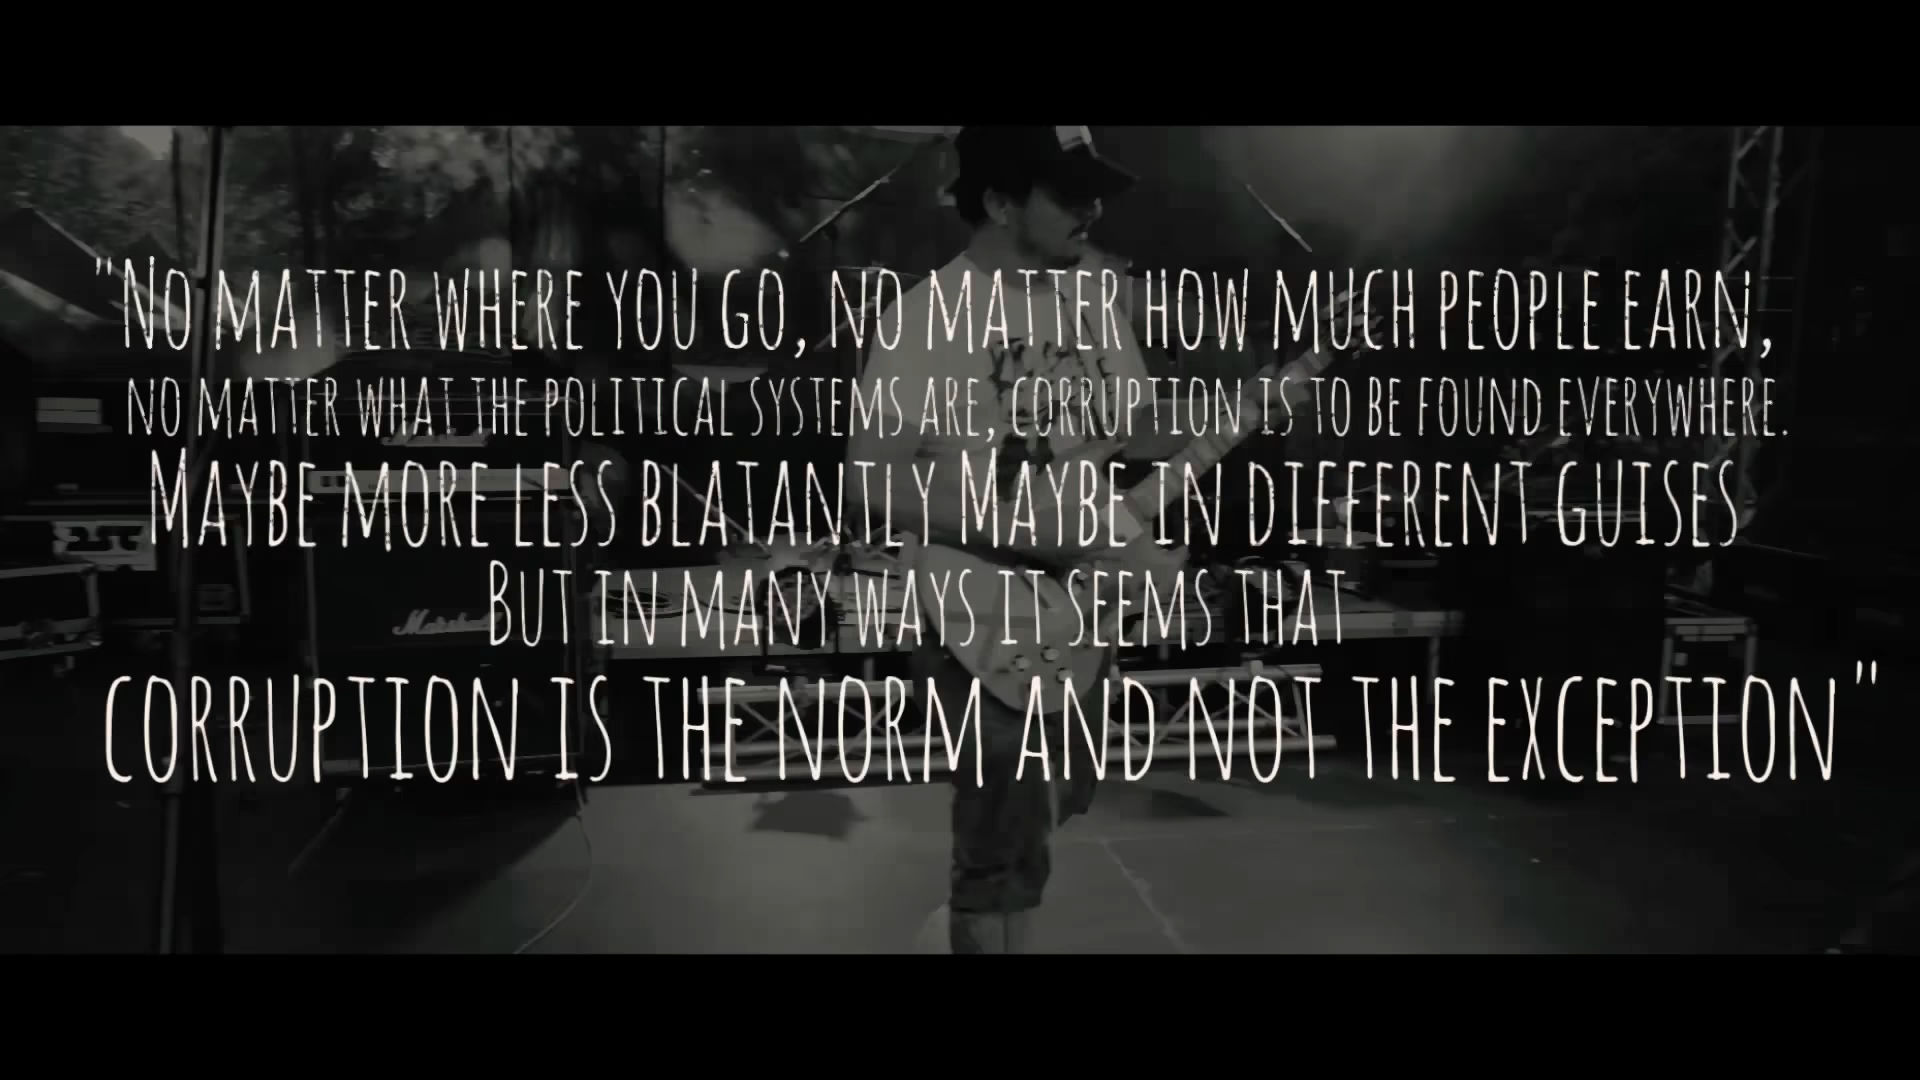 "No matter where you go, no matter how much people earn,
no matter what the political systems are, corruption is to be found everywhere.
Maybe more less blatantly Maybe in different guises
But in many ways it seems that
corruption is the norm and not the exception"
Marshall